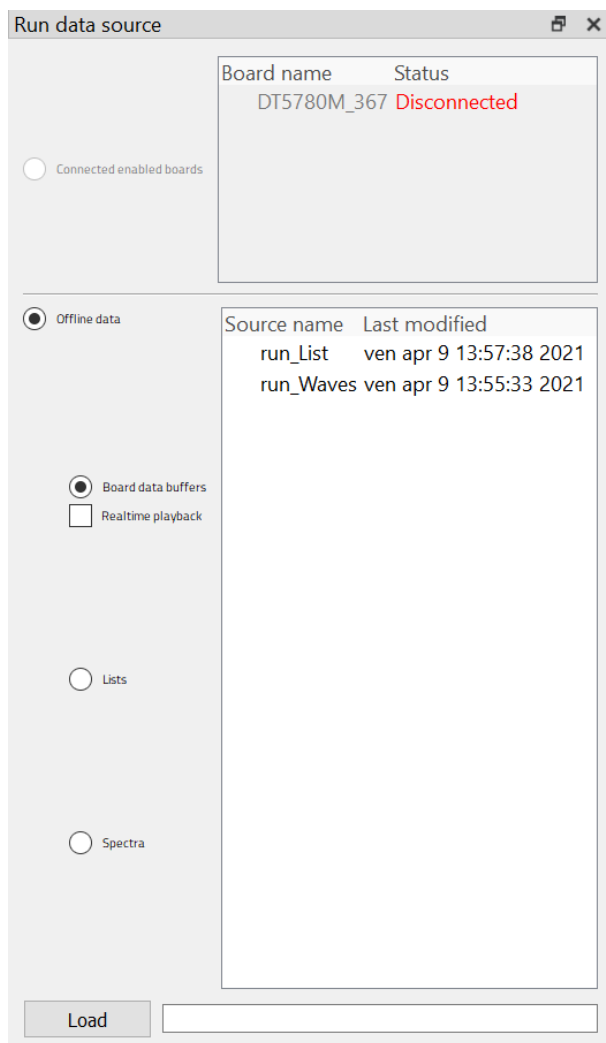 Run data source
Board name Status
DT5780M_367 Disconnected
Connected enabled boards
Offline data
Source name Last modified
run_List ven apr 9 13:57:38 2021
run_Waves ven apr 9 13:55:33 2021
Board data buffers
Realtime playback
Lists
Spectra
Load